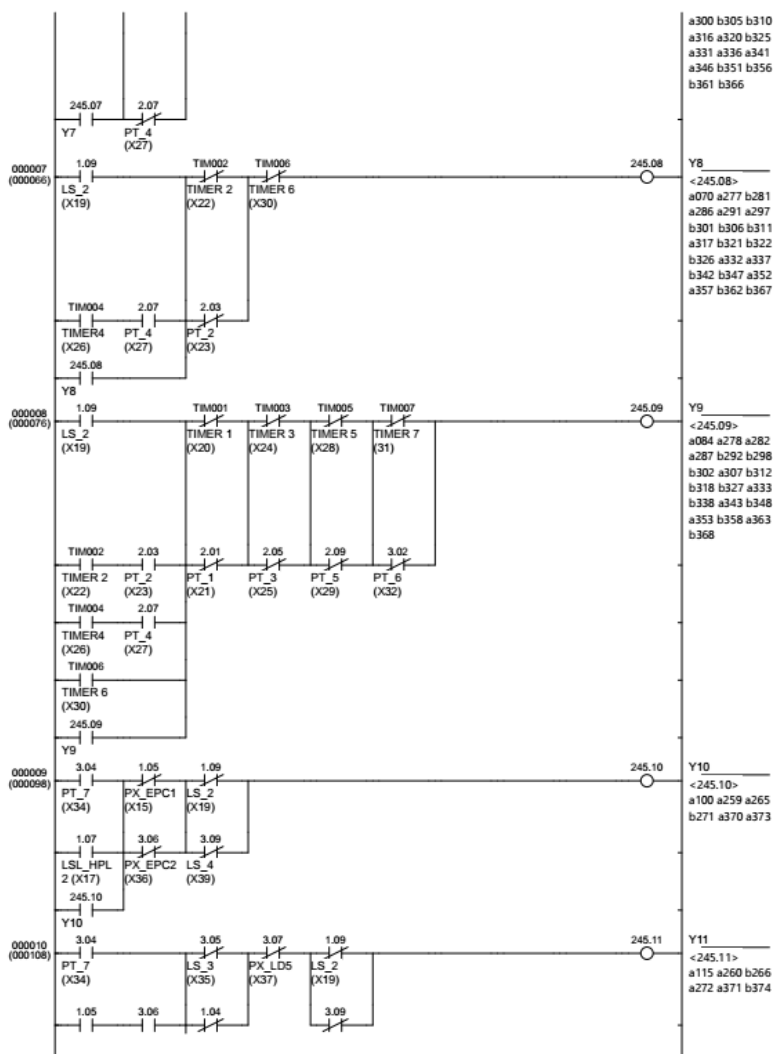 a300 b305 b310
a316 a320 b325
a331 a336 a341
a346 b351 b356
b361 b366
245.07 2.07
Y7 PT_4
(X27)
000007
(000066)
1.09 TIM002 TIM006 245.08 Y8
LS_2 TIMER 2 TIMER 6
(X19) (X22) (X30)
<245.08>
a070 a277 b281
a286 a291 a297
b301 b306 b311
a317 b321 b322
b326 a332 a337
b342 b347 a352
a357 b362 b367
TIM004 2.07 2.03
TIMER4 PT_4 PT_2
(X26) (X27) (X23)
245.08
Y8
000008
(000076)
1.09 TIM001 TIM003 TIM005 TIM007 245.09 Y9
LS_2 TIMER 1 TIMER 3 TIMER 5 TIMER 7
(X19) (X20) (X24) (X28) (31)
<245.09>
a084 a278 a282
a287 b292 b298
b302 a307 b312
b318 b327 a333
b338 a343 b348
a353 b358 a363
b368
TIM002 2.03 2.01 2.05 2.09 3.02
TIMER 2 PT_2 PT_1 PT_3 PT_5 PT_6
(X22) (X23) (X21) (X25) (X29) (X32)
TIM004 2.07
TIMER4 PT_4
(X26) (X27)
TIM006
TIMER 6
(X30)
245.09
Y9
000009
(000098)
3.04 1.05 1.09 245.10 Y10
PT_7 PX_EPC1 LS_2
(X34) (X15) (X19)
<245.10>
a100 a259 a265
b271 a370 a373
1.07 3.06 3.09
LSL_HPL PX_EPC2 LS_4
2 (X17) (X36) (X39)
245.10
Y10
000010
(000108)
3.04 3.05 3.07 1.09 245.11 Y11
PT_7 LS_3 PX_LD5 LS_2
(X34) (X35) (X37) (X19)
<245.11>
a115 a260 b266
a272 a371 b374
1.05 3.06 1.04 3.09